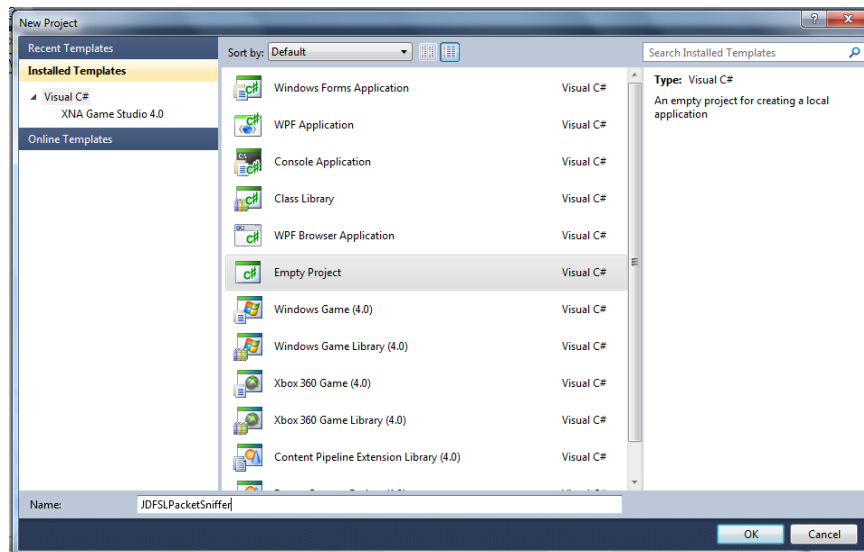 New Project
Recent Templates
Installed Templates
Visual C#
XNA Game Studio 4.0
Online Templates
Sort by: Default
Search Installed Templates
Windows Forms Application Visual C#
WPF Application Visual C#
Console Application Visual C#
Class Library Visual C#
WPF Browser Application Visual C#
Empty Project Visual C#
Windows Game (4.0) Visual C#
Windows Game Library (4.0) Visual C#
Xbox 360 Game (4.0) Visual C#
Xbox 360 Game Library (4.0) Visual C#
Content Pipeline Extension Library (4.0) Visual C#
Type: Visual C#
An empty project for creating a local
application
Name: JDFSLPacketSniffer
OK Cancel